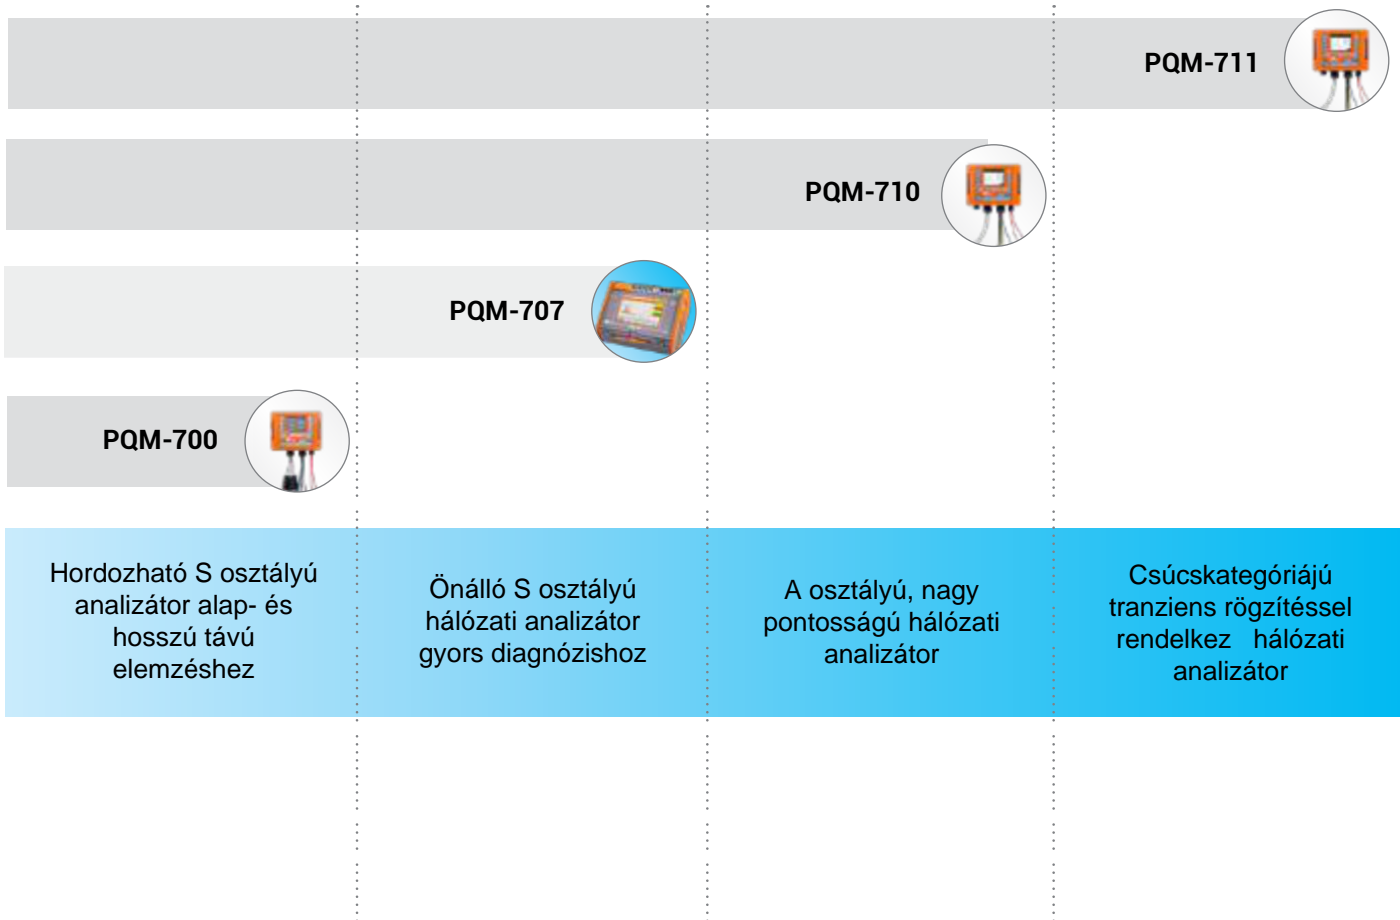 PQM-711
PQM-710
PQM-707
PQM-700
Hordozható S osztályú
analizátor alap- és
hosszú távú
elemzéshez
Önálló S osztályú
hálózati analizátor
gyors diagnózishoz
A osztályú, nagy
pontosságú hálózati
analizátor
Csúcskategóriájú
tranziens rögzítéssel
rendelkez hálózati
analizátor